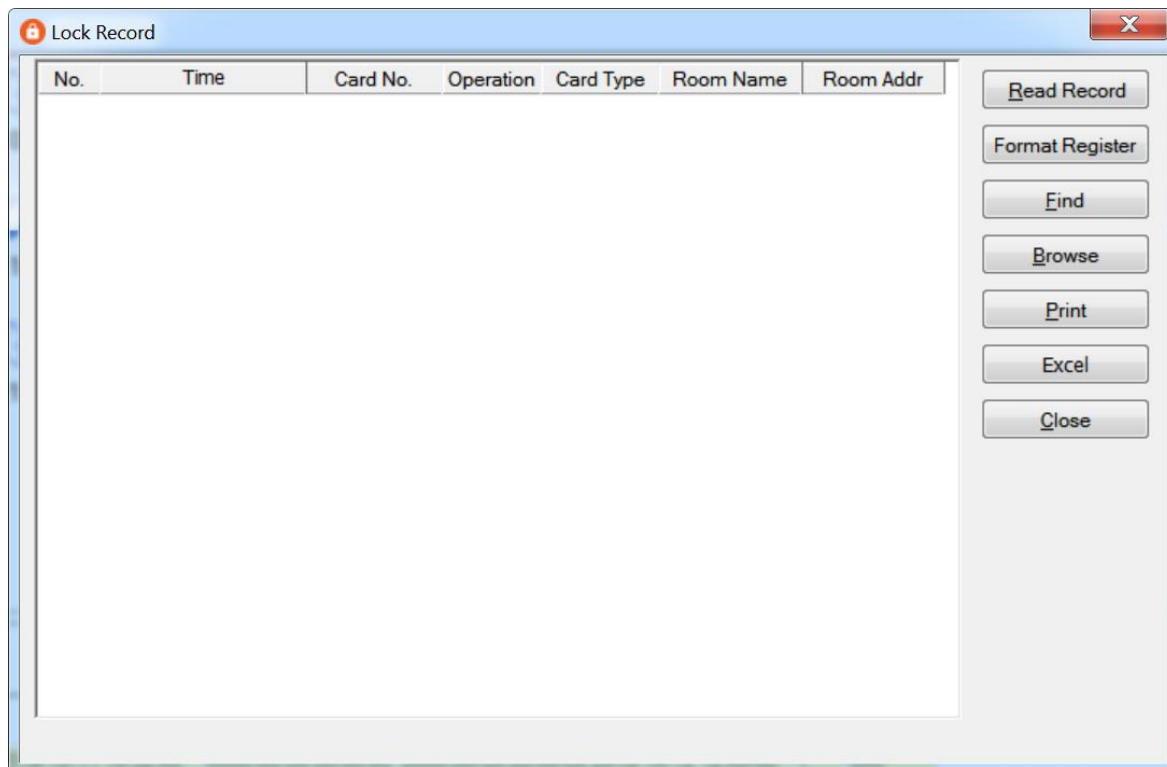 Lock Record
No. Time Card No. Operation Card Type Room Name Room Addr
Read Record
Format Register
Find
Browse
Print
Excel
Close